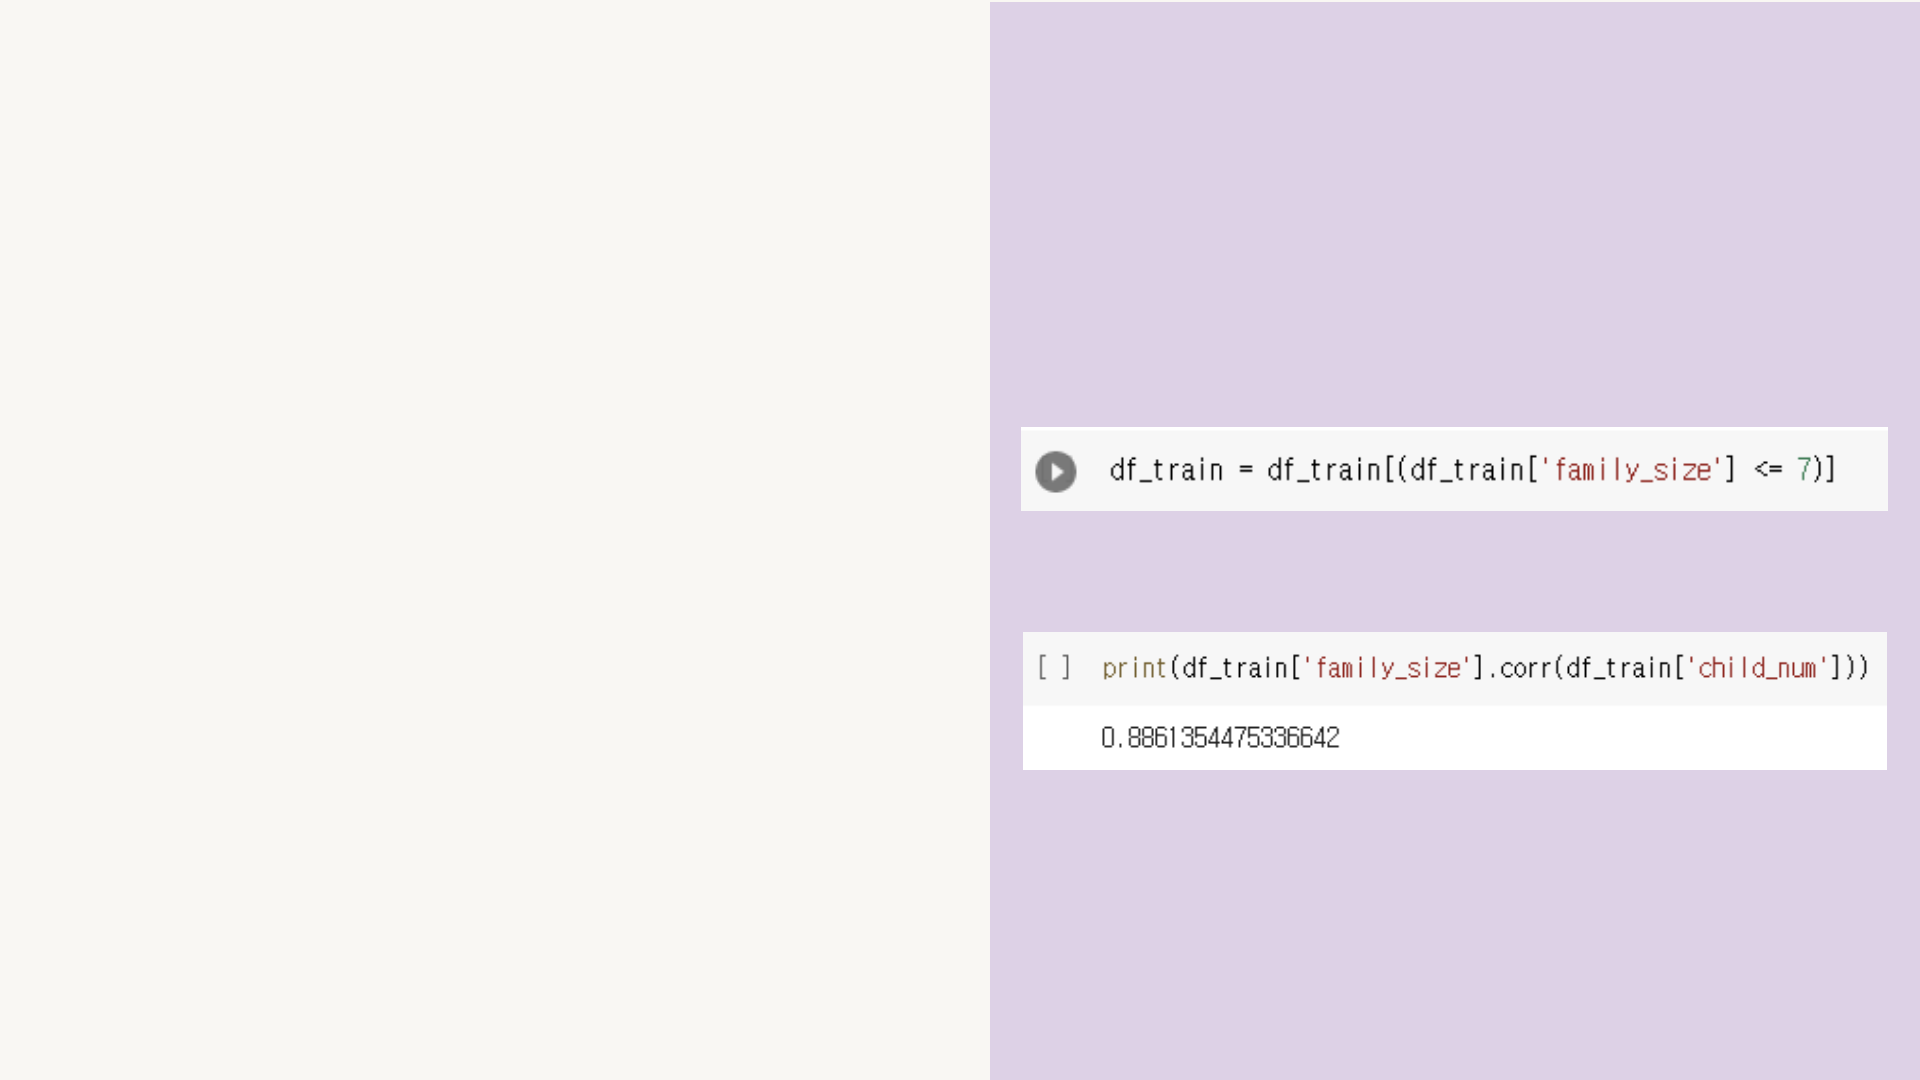 df_train = df_train[(df_train['family_size'] <= 7)]
[ ] print(df_train['family_size'].corr(df_train['child_num']))
0.8861354475336642